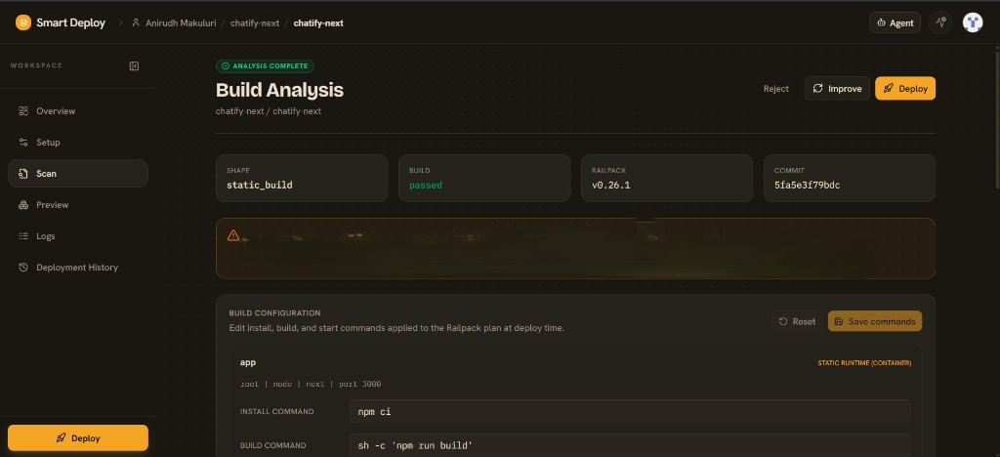 Smart Deploy > Anirudh Makuluri / chatify-next / chatify-next
Agent
WORKSPACE
Overview
Setup
Scan
Preview
Logs
Deployment History
Deploy
ANALYSIS COMPLETE
Build Analysis
chatify next / chatify next
Reject
Improve
Deploy
SHAPE
static_build
BUILD
passed
RAILPACK
v0.26.1
COMMIT
5fa5e3f79bdc
BUILD CONFIGURATION
Edit install, build, and start commands applied to the Railpack plan at deploy time.
Reset
Save commands
app
STATIC RUNTIME (CONTAINER)
root | node | next | port 3000
INSTALL COMMAND
npm ci
BUILD COMMAND
sh -c 'npm run build'